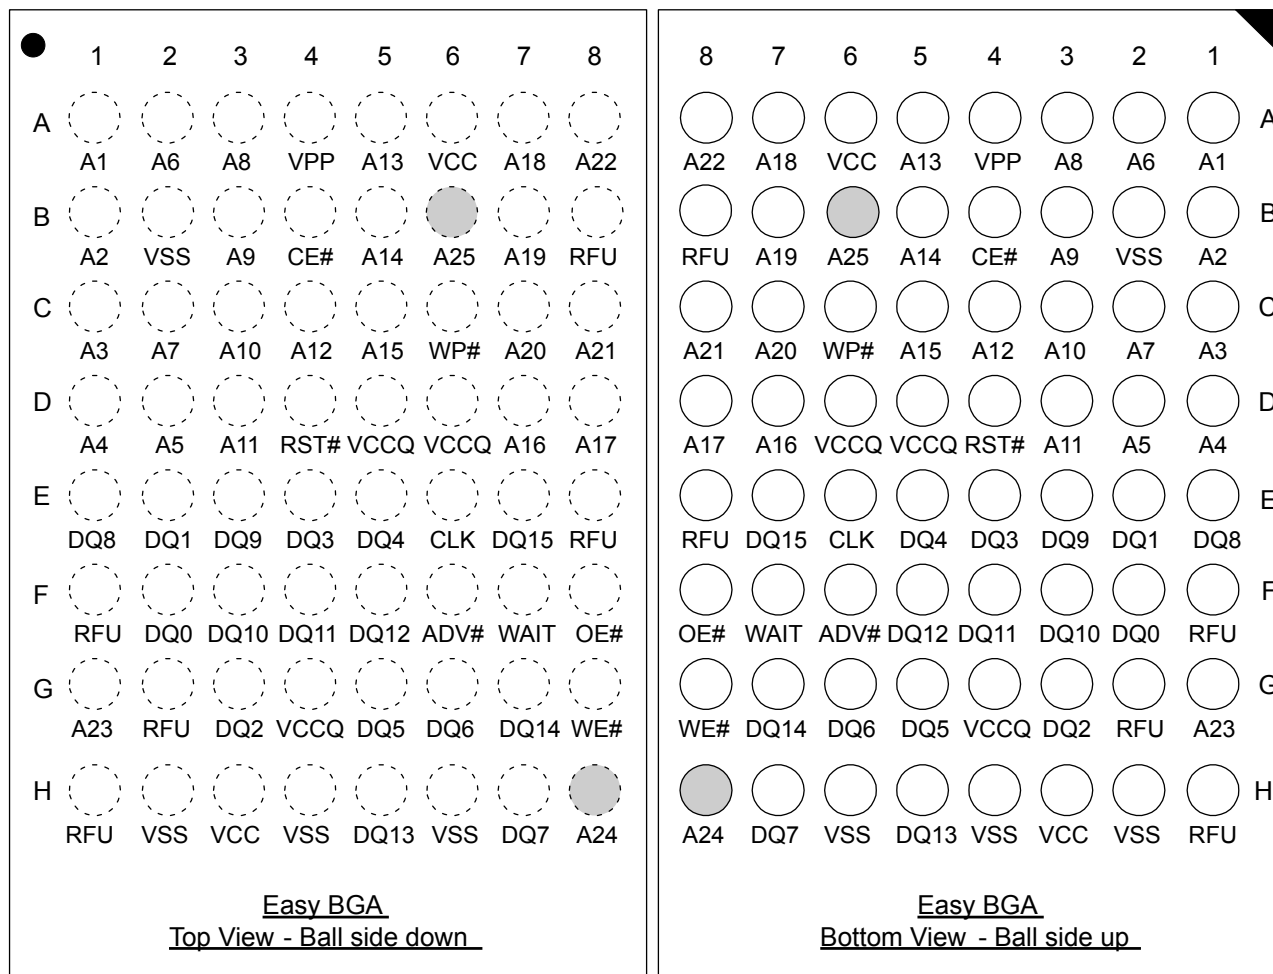 1 2 3 4 5 6 7 8
A
A1 A6 A8 VPP A13 VCC A18 A22
B
A2 VSS A9 CE# A14 A25 A19 RFU
C
A3 A7 A10 A12 A15 WP# A20 A21
D
A4 A5 A11 RST# VCCQ VCCQ A16 A17
E
DQ8 DQ1 DQ9 DQ3 DQ4 CLK DQ15 RFU
F
RFU DQ0 DQ10 DQ11 DQ12 ADV# WAIT OE#
G
A23 RFU DQ2 VCCQ DQ5 DQ6 DQ14 WE#
H
RFU VSS VCC VSS DQ13 VSS DQ7 A24
Easy BGA
Top View - Ball side down
8 7 6 5 4 3 2 1
A
A22 A18 VCC A13 VPP A8 A6 A1
B
RFU A19 A25 A14 CE# A9 VSS A2
C
A21 A20 WP# A15 A12 A10 A7 A3
D
A17 A16 VCCQ VCCQ RST# A11 A5 A4
E
RFU DQ15 CLK DQ4 DQ3 DQ9 DQ1 DQ8
F
OE# WAIT ADV# DQ12 DQ11 DQ10 DQ0 RFU
G
WE# DQ14 DQ6 DQ5 VCCQ DQ2 RFU A23
H
A24 DQ7 VSS DQ13 VSS VCC VSS RFU
Easy BGA
Bottom View - Ball side up